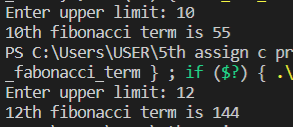 Enter upper limit: 10
10th fibonacci term is 55
PS C:\Users\USER\5th assign c pr
_fabonacci_term } ; if ($?) { .\
Enter upper limit: 12
12th fibonacci term is 144